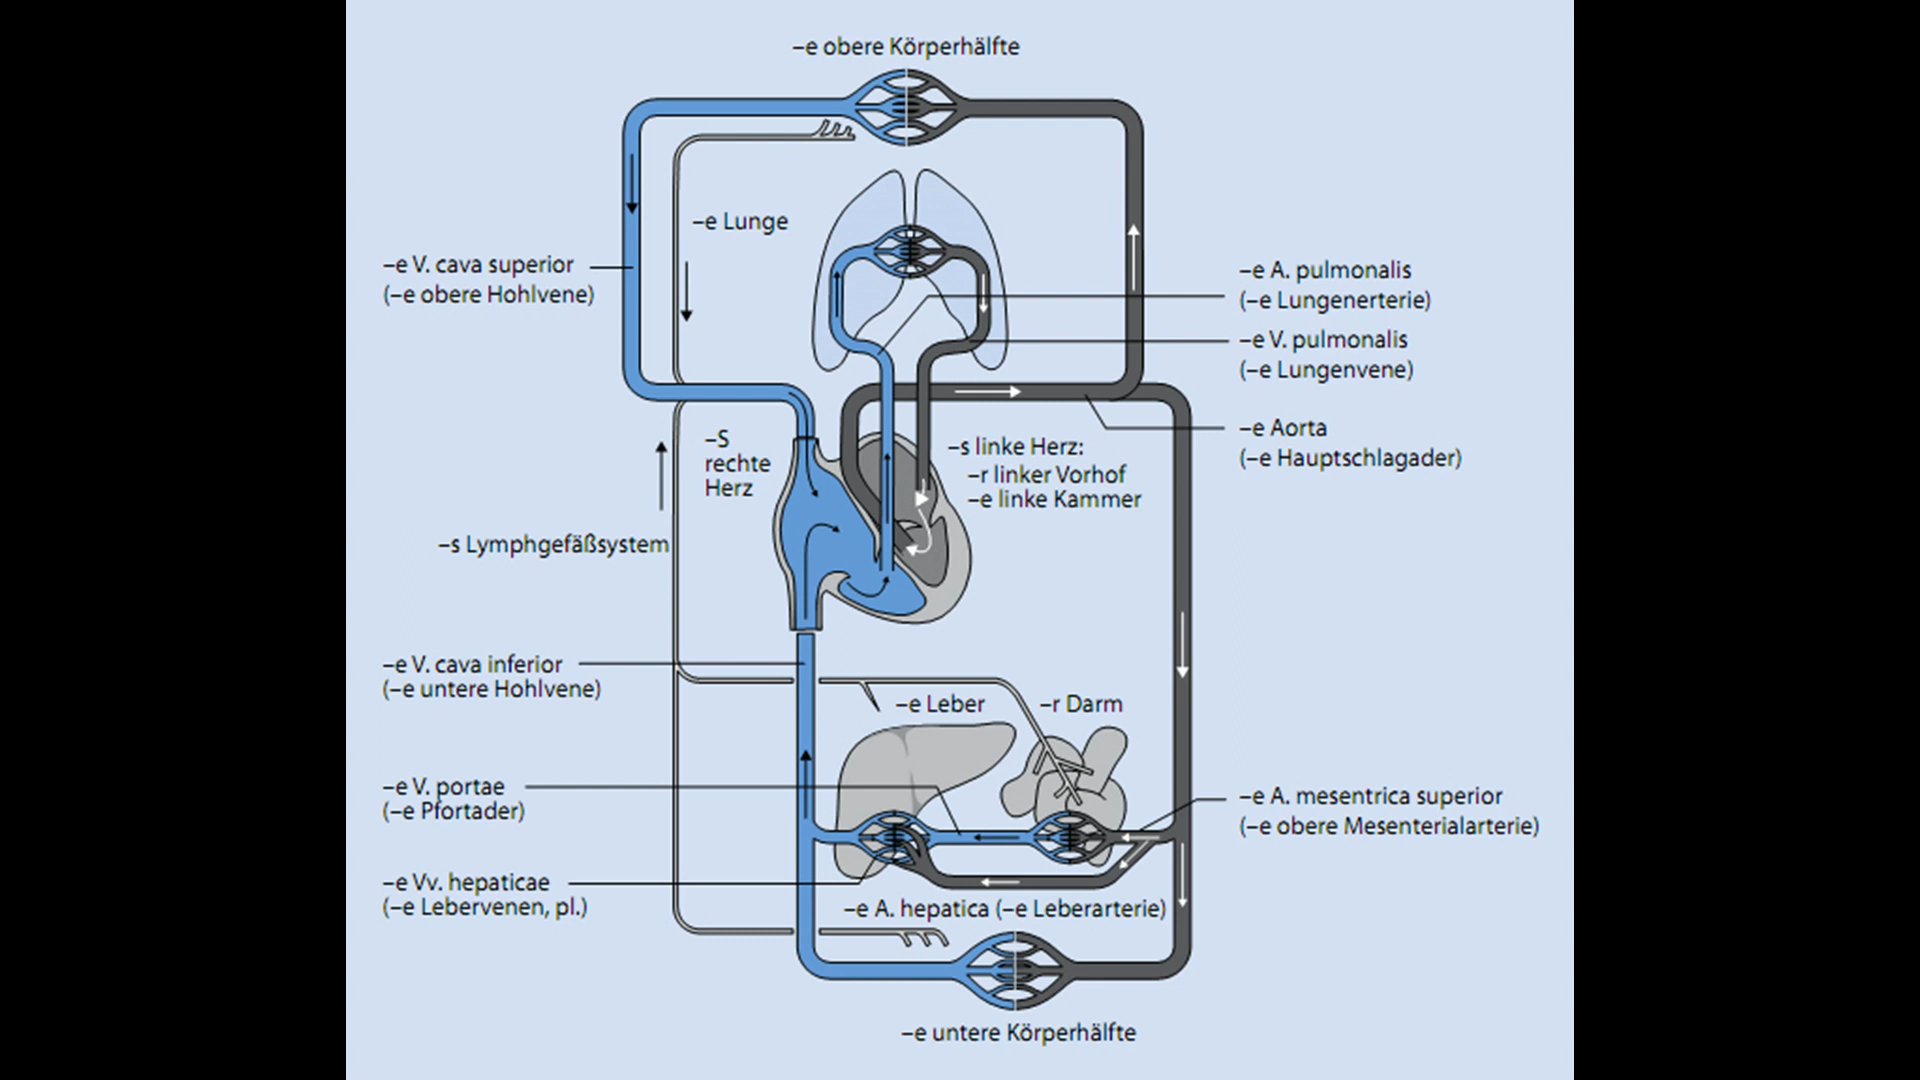 –e obere Körperhälfte
–e Lunge
–e V. cava superior
(–e obere Hohlvene)
–e A. pulmonalis
(–e Lungenerterie)
–e V. pulmonalis
(–e Lungenvene)
–e Aorta
(–e Hauptschlagader)
–S
rechte
Herz
–s linke Herz:
–r linker Vorhof
–e linke Kammer
–s Lymphgefäßsystem
–e V. cava inferior
(–e untere Hohlvene)
–e Leber
–r Darm
–e V. portae
(–e Pfortader)
–e A. mesentrica superior
(–e obere Mesenterialarterie)
–e Vv. hepaticae
(–e Lebervenen, pl.)
–e A. hepatica (–e Leberarterie)
–e untere Körperhälfte